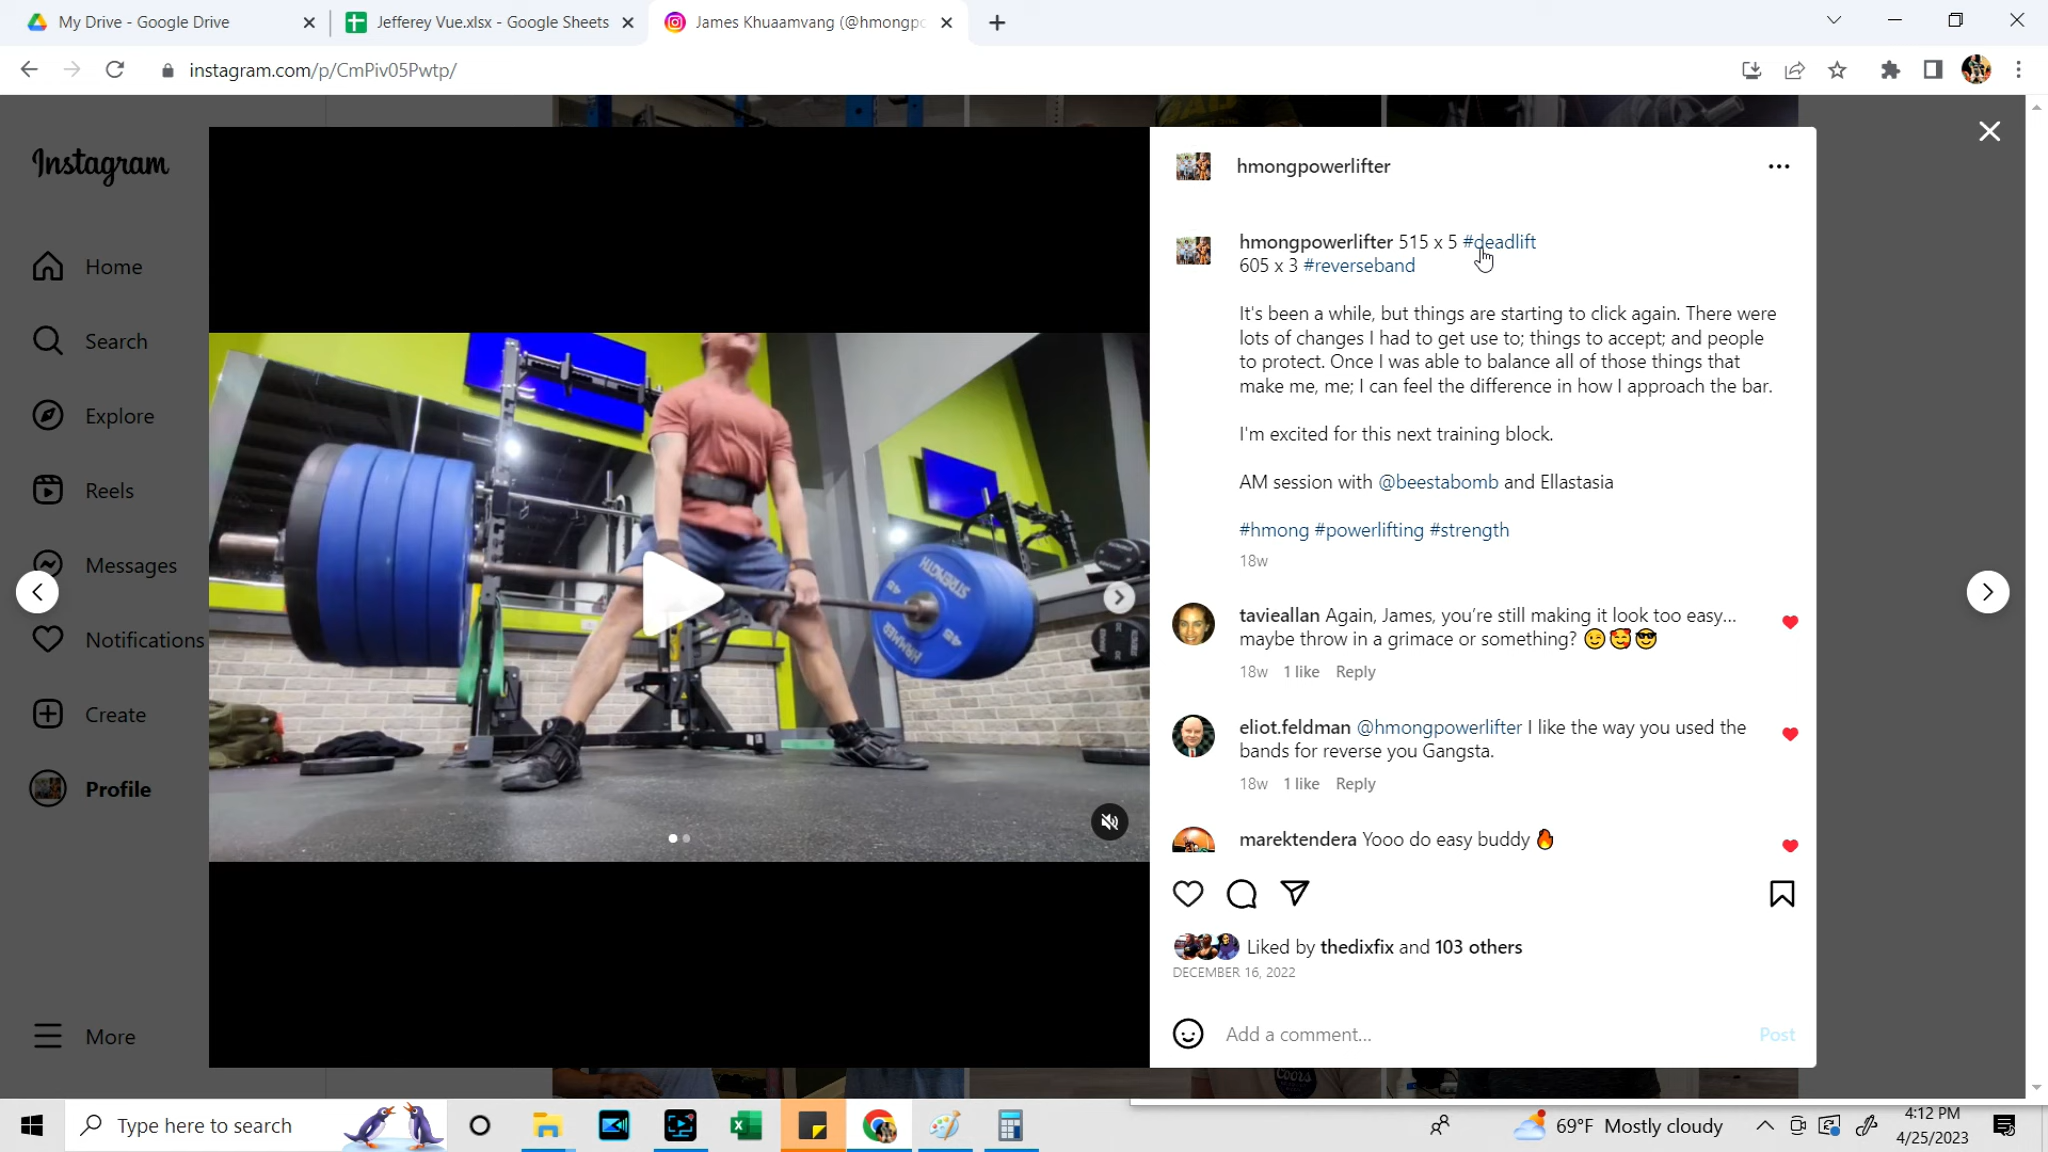 My Drive - Google Drive
Jefferey Vue.xlsx - Google Sheets
James Khuaamvang (@hmongpo
instagram.com/p/CmPiv05Pwtp/
Instagram
Home
Search
Explore
Reels
Messages
Notifications
Create
Profile
More
STRENGTH
45
45
HAMMER
30
hmongpowerlifter
hmongpowerlifter 515 x 5 #deadlift
605 x 3 #reverseband
It's been a while, but things are starting to click again. There were
lots of changes I had to get use to; things to accept; and people
to protect. Once I was able to balance all of those things that
make me, me; I can feel the difference in how I approach the bar.
I'm excited for this next training block.
AM session with @beestabomb and Ellastasia
#hmong #powerlifting #strength
18w
tavieallan Again, James, you're still making it look too easy...
maybe throw in a grimace or something? 😉🥰😎
18w 1 like Reply
eliot.feldman @hmongpowerlifter I like the way you used the
bands for reverse you Gangsta.
18w 1 like Reply
marektendera Yooo do easy buddy 🔥
Liked by thedixfix and 103 others
DECEMBER 16, 2022
Add a comment...
Post
Coors
Type here to search
69°F Mostly cloudy
4:12 PM
4/25/2023